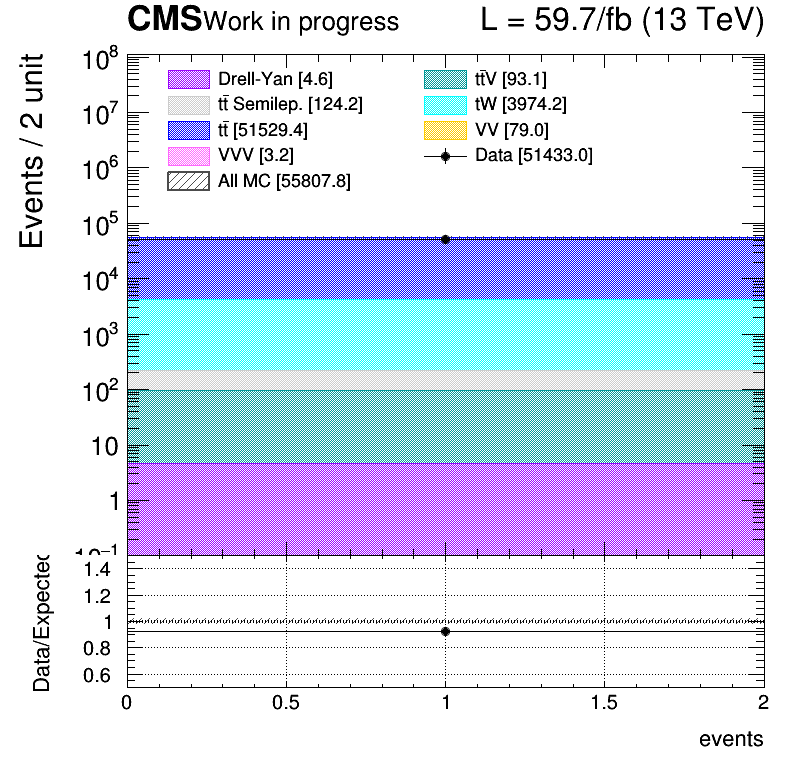 CMS Work in progress L = 59.7/fb (13 TeV)
Events / 2 unit
Drell-Yan [4.6]
tt̄ Semilep. [124.2]
tt̄ [51529.4]
VVV [3.2]
All MC [55807.8]
tt̄V [93.1]
tW [3974.2]
VV [79.0]
Data [51433.0]
10⁸
10⁷
10⁶
10⁵
10⁴
10³
10²
10
1
10⁻¹
Data/Expected
1.4
1.2
1
0.8
0.6
0 0.5 1 1.5 2
events